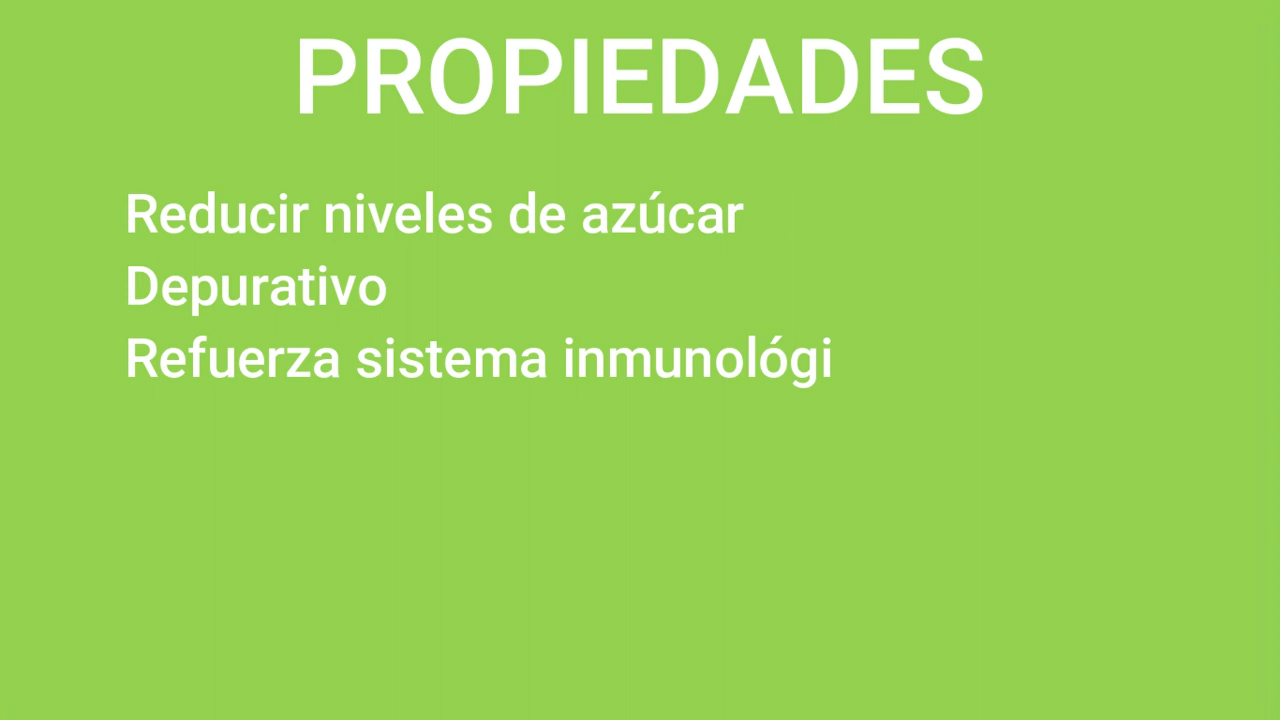 PROPIEDADES
Reducir niveles de azúcar
Depurativo
Refuerza sistema inmunológi